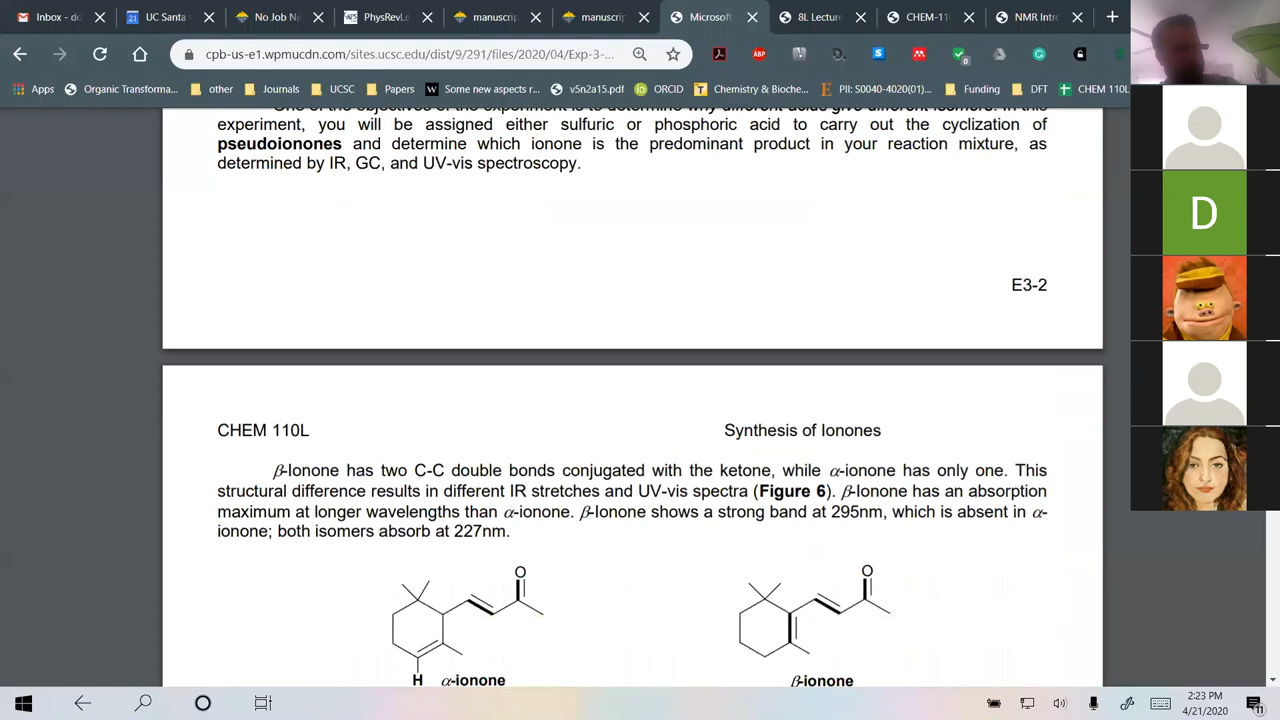 Inbox - d
UC Santa
No Job Na
PhysRevLe
manuscrip
manuscrip
Microsoft
8L Lecture
CHEM-11
NMR Intro
cpb-us-e1.wpmucdn.com/sites.ucsc.edu/dist/9/291/files/2020/04/Exp-3-...
Apps
Organic Transforma...
other
Journals
UCSC
Papers
Some new aspects r...
v5n2a15.pdf
ORCID
Chemistry & Bioche...
PII: S0040-4020(01)...
Funding
DFT
CHEM 110L
One of the objectives of the experiment is to determine why different acids give different isomers. In this
experiment, you will be assigned either sulfuric or phosphoric acid to carry out the cyclization of
pseudoionones and determine which ionone is the predominant product in your reaction mixture, as
determined by IR, GC, and UV-vis spectroscopy.
E3-2
CHEM 110L Synthesis of Ionones
β-Ionone has two C-C double bonds conjugated with the ketone, while α-ionone has only one. This
structural difference results in different IR stretches and UV-vis spectra (Figure 6). β-Ionone has an absorption
maximum at longer wavelengths than α-ionone. β-Ionone shows a strong band at 295nm, which is absent in α-
ionone; both isomers absorb at 227nm.
O
O
H α-ionone
β-ionone
D
2:23 PM
4/21/2020